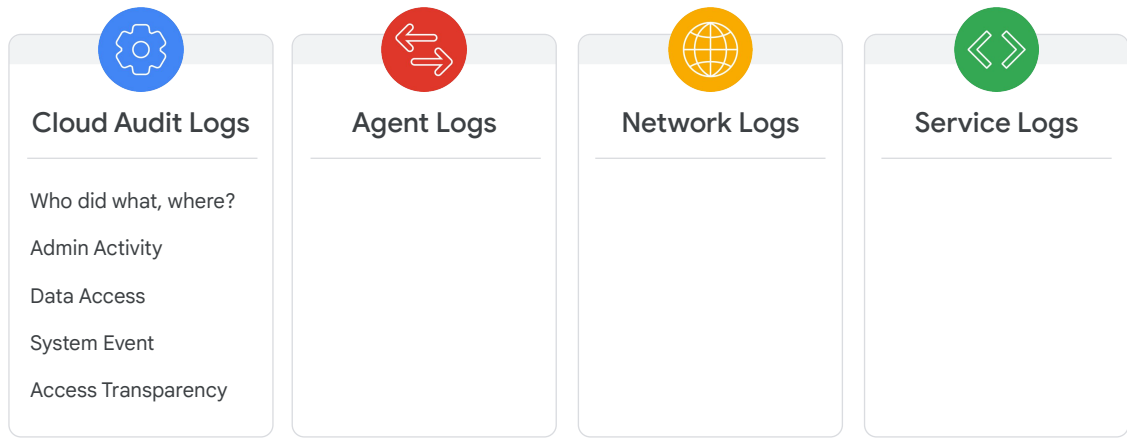 Cloud Audit Logs
Who did what, where?
Admin Activity
Data Access
System Event
Access Transparency
Agent Logs
Network Logs
Service Logs